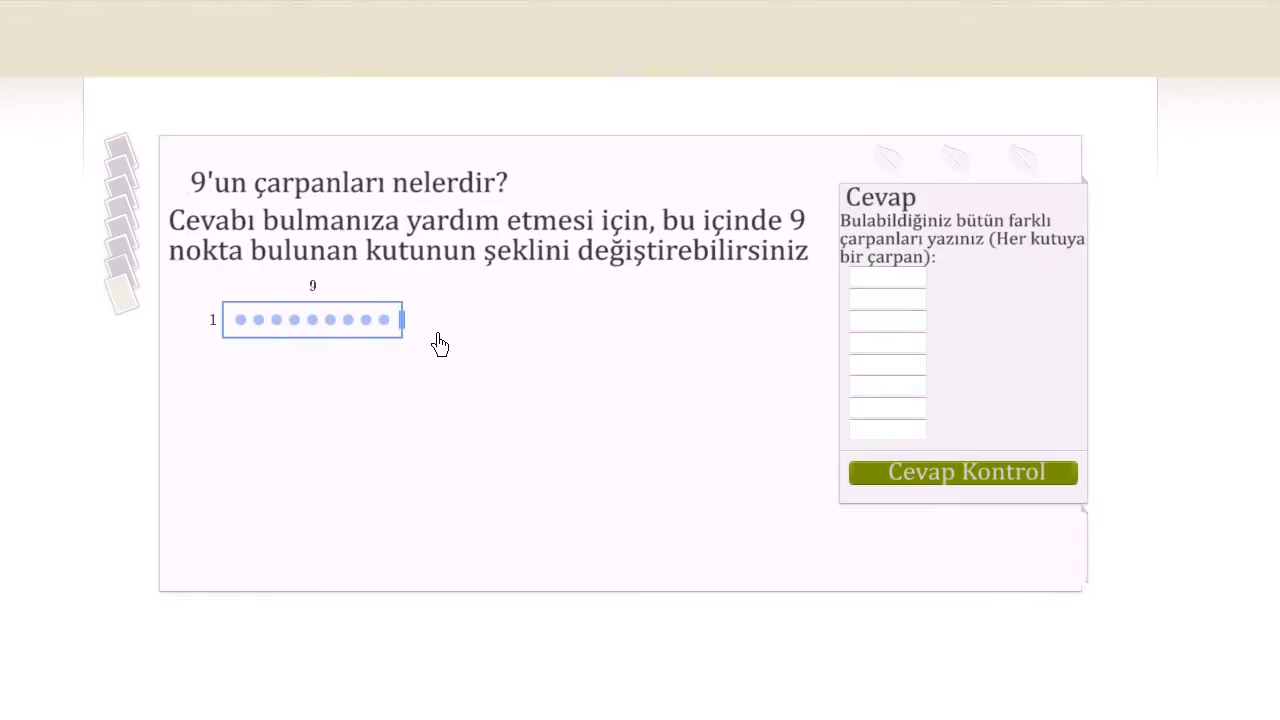 9'un çarpanları nelerdir?
Cevabı bulmanıza yardım etmesi için, bu içinde 9
nokta bulunan kutunun şeklini değiştirebilirsiniz
9
1
Cevap
Bulabildiğiniz bütün farklı
çarpanları yazınız (Her kutuya
bir çarpan):
Cevap Kontrol